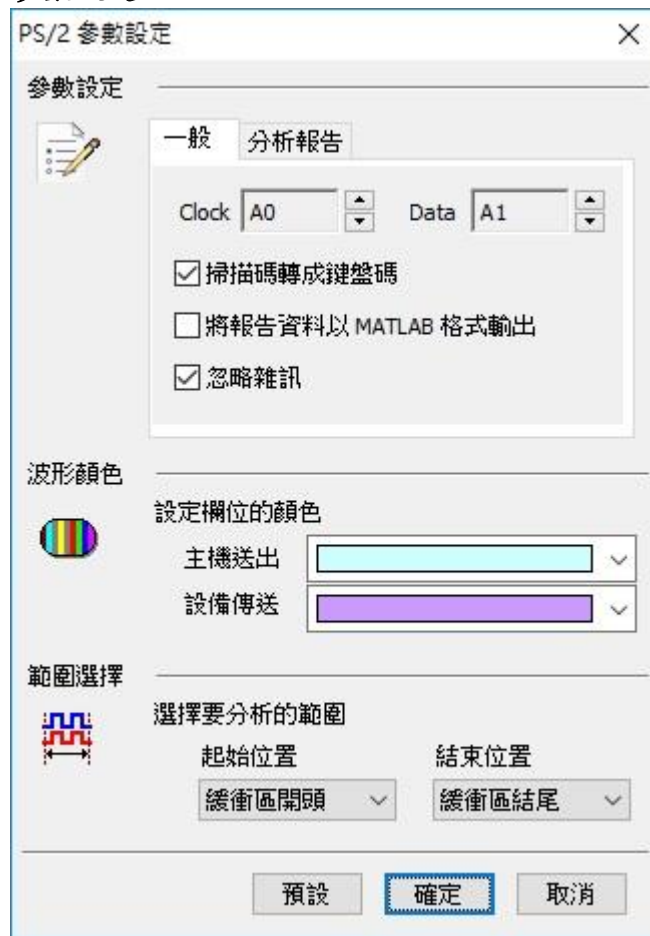 PS/2 參數設定
參數設定
一般 分析報告
Clock A0 Data A1
掃描碼轉成鍵盤碼
將報告資料以 MATLAB 格式輸出
忽略雜訊
波形顏色
設定欄位的顏色
主機送出
設備傳送
範圍選擇
選擇要分析的範圍
起始位置 結束位置
緩衝區開頭 緩衝區結尾
預設 確定 取消